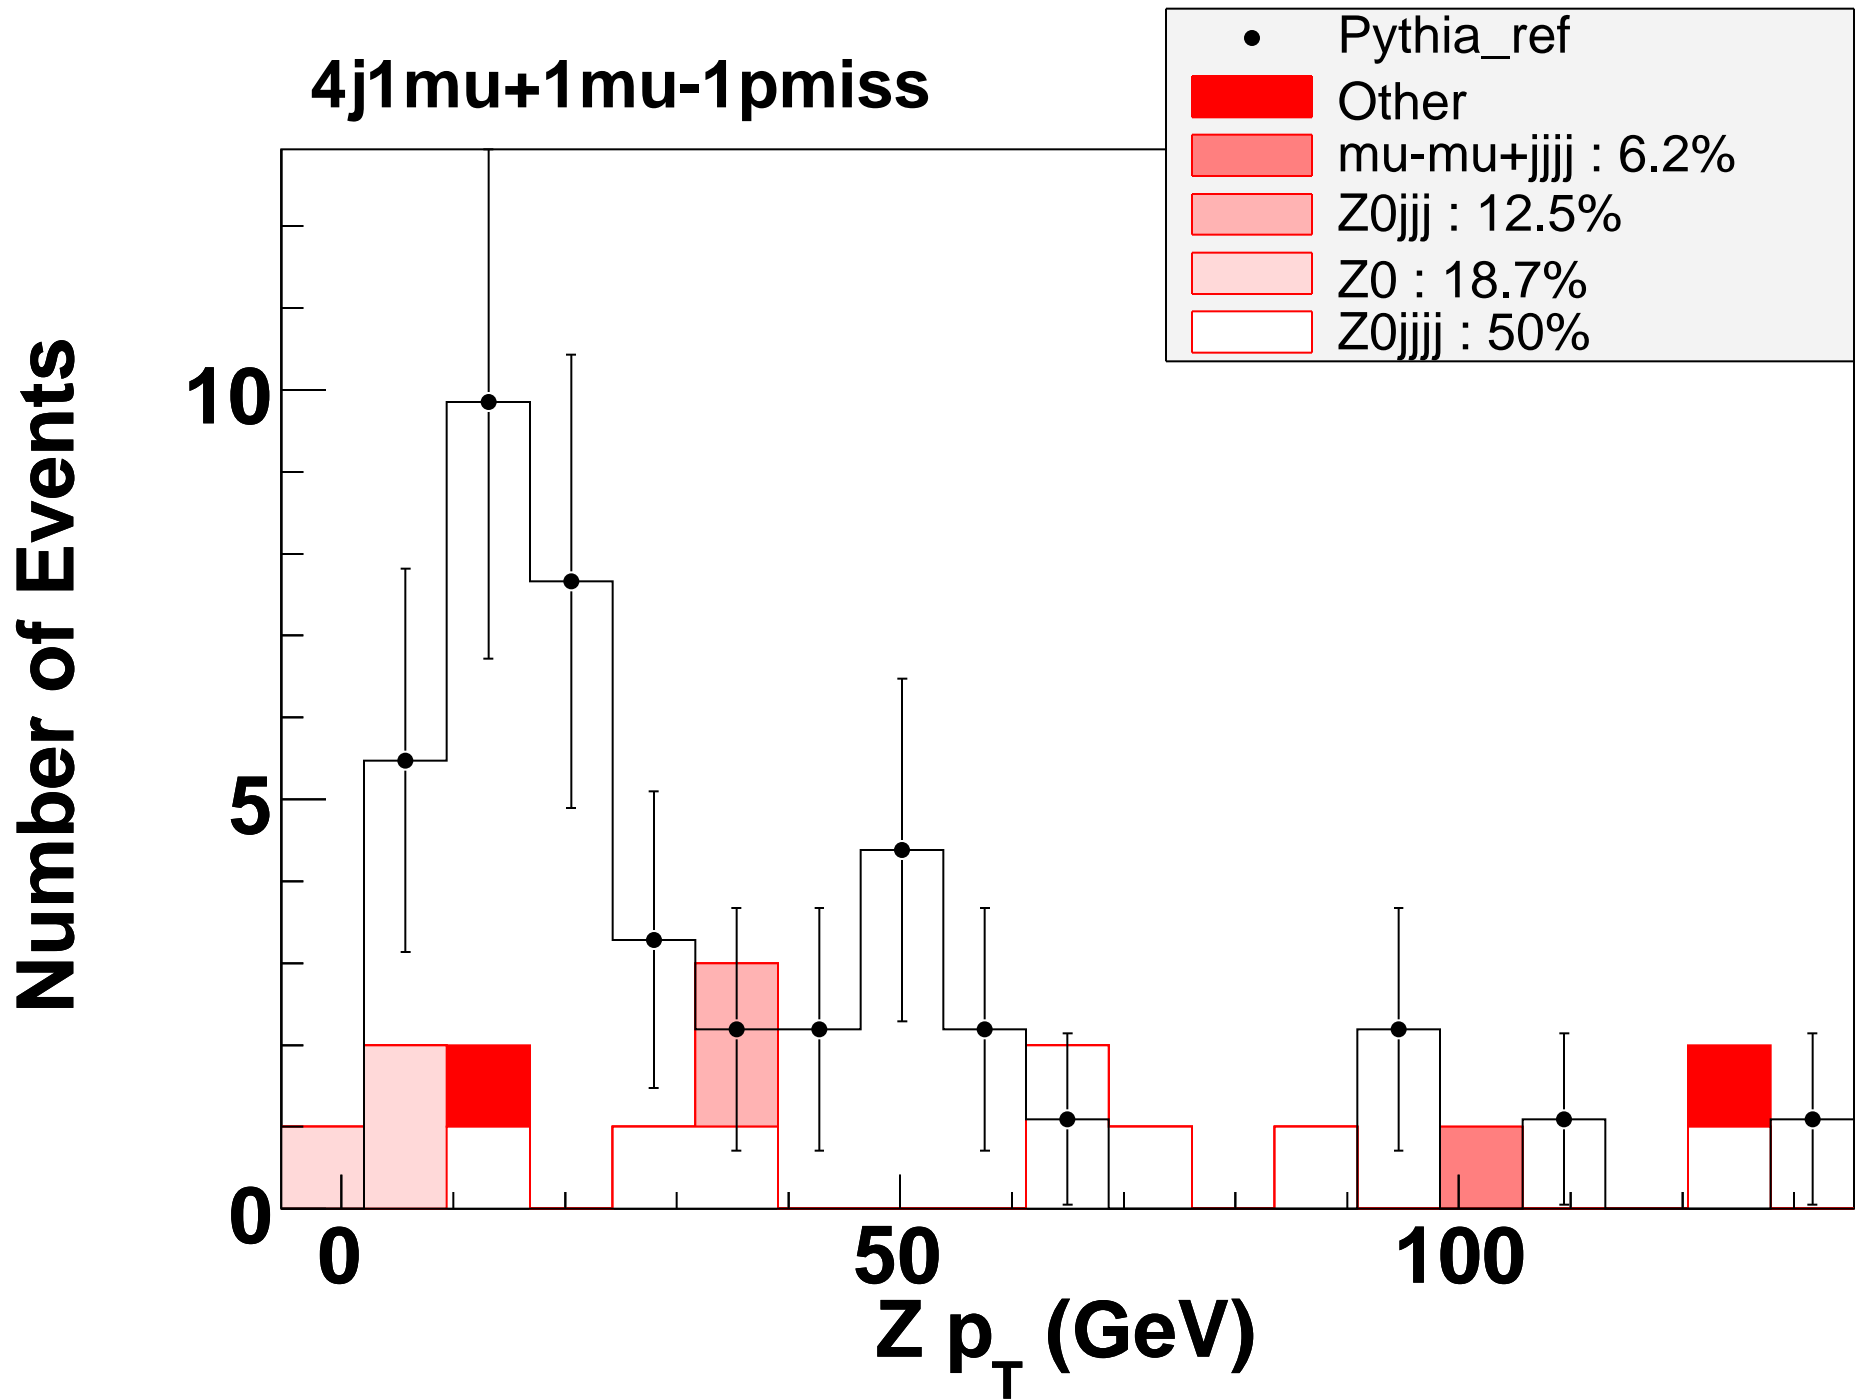 4j1mu+1mu-1pmiss
Pythia_ref
Other
mu-mu+jjjj : 6.2%
Z0jjj : 12.5%
Z0 : 18.7%
Z0jjjj : 50%
Number of Events
10
5
0
0 50 100
Z p_T (GeV)